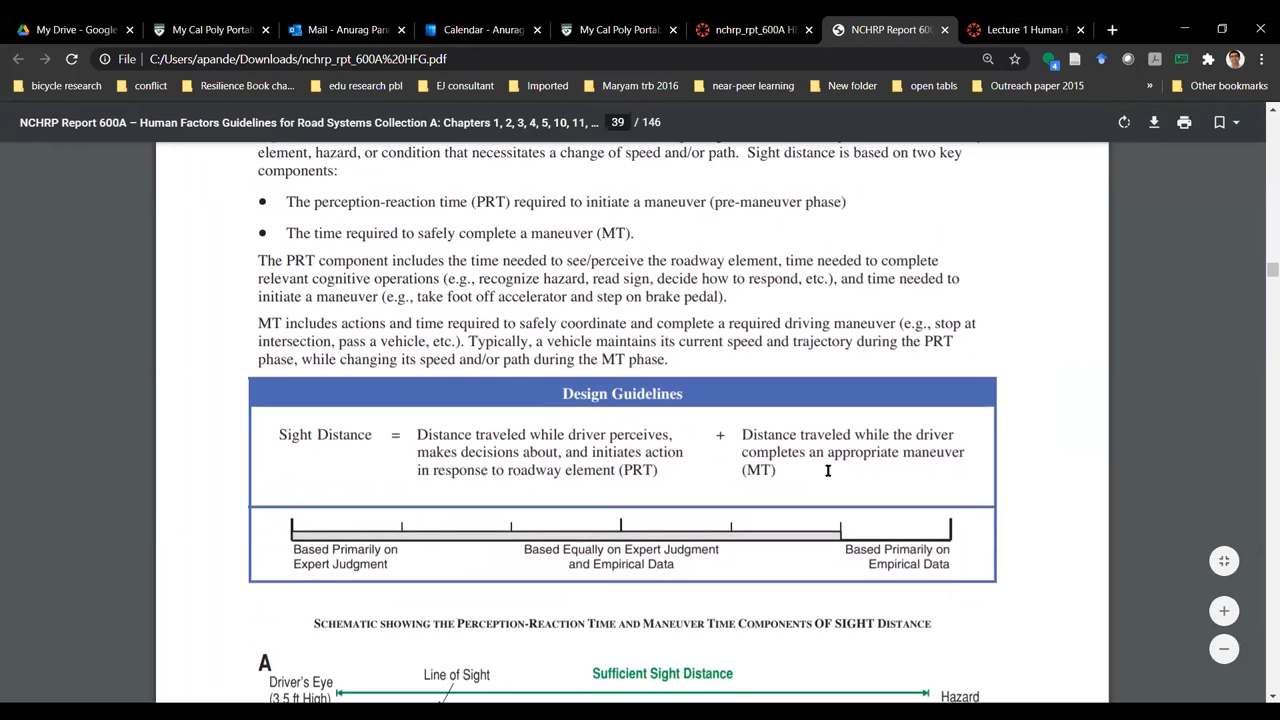 My Drive - Google
My Cal Poly Portal:
Mail - Anurag Pan
Calendar - Anurag
My Cal Poly Portal:
nchrp_rpt_600A H
NCHRP Report 600
Lecture 1 Human F
File
C:/Users/apande/Downloads/nchrp_rpt_600A%20HFG.pdf
4
bicycle research
conflict
Resilience Book cha...
edu research pbl
EJ consultant
Imported
Maryam trb 2016
near-peer learning
New folder
open tabls
Outreach paper 2015
»
Other bookmarks
NCHRP Report 600A – Human Factors Guidelines for Road Systems Collection A: Chapters 1, 2, 3, 4, 5, 10, 11, ...
39 / 146
element, hazard, or condition that necessitates a change of speed and/or path. Sight distance is based on two key
components:
● The perception-reaction time (PRT) required to initiate a maneuver (pre-maneuver phase)
● The time required to safely complete a maneuver (MT).
The PRT component includes the time needed to see/perceive the roadway element, time needed to complete
relevant cognitive operations (e.g., recognize hazard, read sign, decide how to respond, etc.), and time needed to
initiate a maneuver (e.g., take foot off accelerator and step on brake pedal).
MT includes actions and time required to safely coordinate and complete a required driving maneuver (e.g., stop at
intersection, pass a vehicle, etc.). Typically, a vehicle maintains its current speed and trajectory during the PRT
phase, while changing its speed and/or path during the MT phase.
Design Guidelines
Sight Distance = Distance traveled while driver perceives, + Distance traveled while the driver
makes decisions about, and initiates action completes an appropriate maneuver
in response to roadway element (PRT) (MT)
Based Primarily on Based Equally on Expert Judgment Based Primarily on
Expert Judgment and Empirical Data Empirical Data
SCHEMATIC SHOWING THE PERCEPTION-REACTION TIME AND MANEUVER TIME COMPONENTS OF SIGHT DISTANCE
A
Driver's Eye
(3.5 ft High)
Line of Sight
Sufficient Sight Distance
Hazard